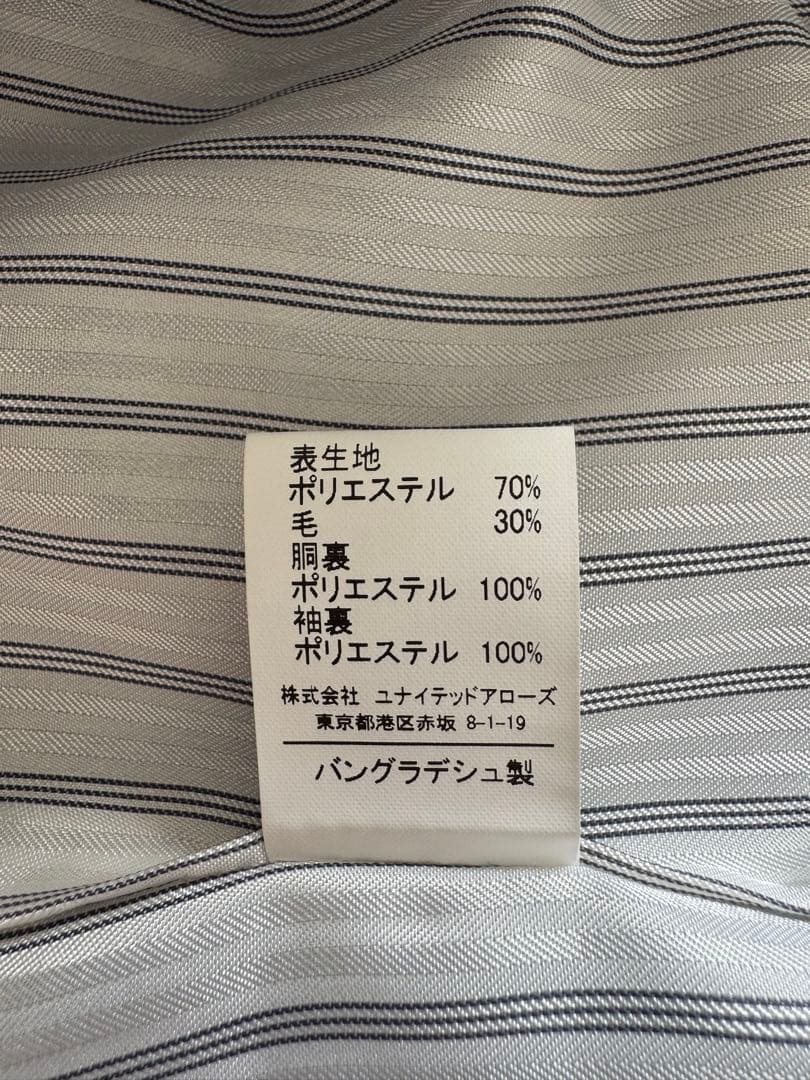 表生地
ポリエステル 70%
毛 30%
胴裏
ポリエステル 100%
袖裏
ポリエステル 100%
株式会社 ユナイテッドアローズ
東京都港区赤坂 8-1-19
バングラデシュ製